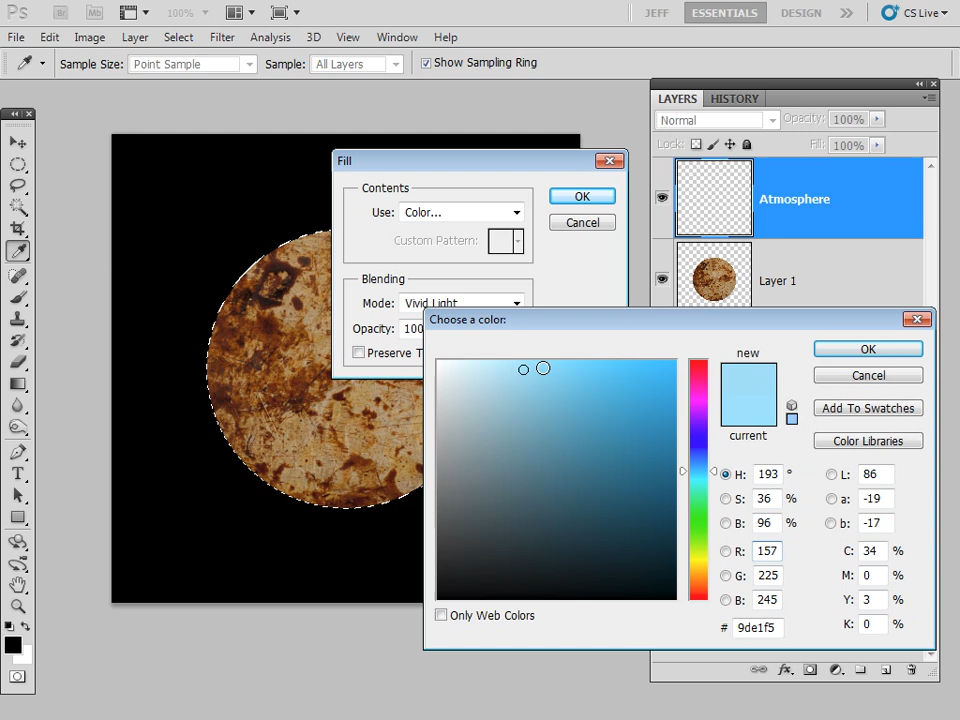 Ps Br Mb 100% JEFF ESSENTIALS DESIGN CS Live
File Edit Image Layer Select Filter Analysis 3D View Window Help
Sample Size: Point Sample Sample: All Layers Show Sampling Ring
LAYERS HISTORY
Normal Opacity: 100%
Lock: Fill: 100%
Atmosphere
Layer 1
Fill
Contents
Use: Color...
Custom Pattern:
OK
Cancel
Blending
Mode: Vivid Light
Opacity: 100
Preserve T
Choose a color:
new
current
OK
Cancel
Add To Swatches
Color Libraries
H: 193 °
S: 36 %
B: 96 %
R: 157
G: 225
B: 245
# 9de1f5
L: 86
a: -19
b: -17
C: 34 %
M: 0 %
Y: 3 %
K: 0 %
Only Web Colors
fx
T